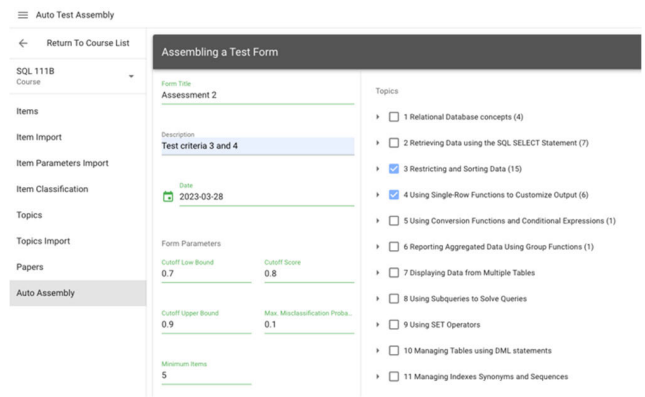 Auto Test Assembly
Return To Course List
SQL 111B
Course
Items
Item Import
Item Parameters Import
Item Classification
Topics
Topics Import
Papers
Auto Assembly
Assembling a Test Form
Form Title
Assessment 2
Description
Test criteria 3 and 4
Date
2023-03-28
Form Parameters
Cutoff Low Bound
0.7
Cutoff Score
0.8
Cutoff Upper Bound
0.9
Max. Misclassification Proba..
0.1
Minimum Items
5
Topics
1 Relational Database concepts (4)
2 Retrieving Data using the SQL SELECT Statement (7)
3 Restricting and Sorting Data (15)
4 Using Single-Row Functions to Customize Output (6)
5 Using Conversion Functions and Conditional Expressions (1)
6 Reporting Aggregated Data Using Group Functions (1)
7 Displaying Data from Multiple Tables
8 Using Subqueries to Solve Queries
9 Using SET Operators
10 Managing Tables using DML statements
11 Managing Indexes Synonyms and Sequences